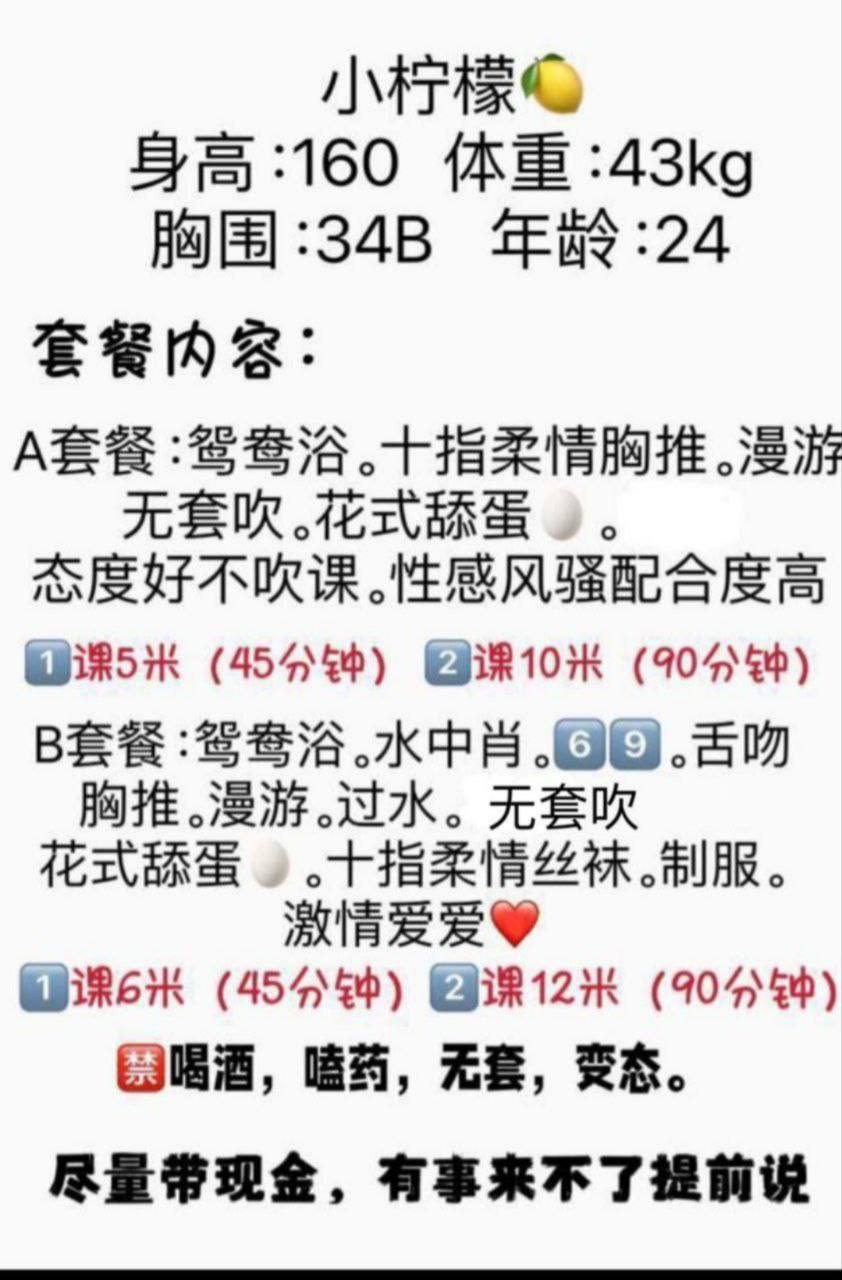 小柠檬🍋
身高:160 体重:43kg
胸围:34B 年龄:24
套餐内容：
A套餐:鸳鸯浴。十指柔情胸推。漫游
无套吹。花式舔蛋🥚。
态度好不吹课。性感风骚配合度高
1️⃣课5米（45分钟） 2️⃣课10米（90分钟）
B套餐:鸳鸯浴。水中肖。6️⃣9️⃣。舌吻
胸推。漫游。过水。无套吹
花式舔蛋🥚。十指柔情丝袜。制服。
激情爱爱❤️
1️⃣课6米（45分钟） 2️⃣课12米（90分钟）
🈲喝酒，嗑药，无套，变态。
尽量带现金，有事来不了提前说